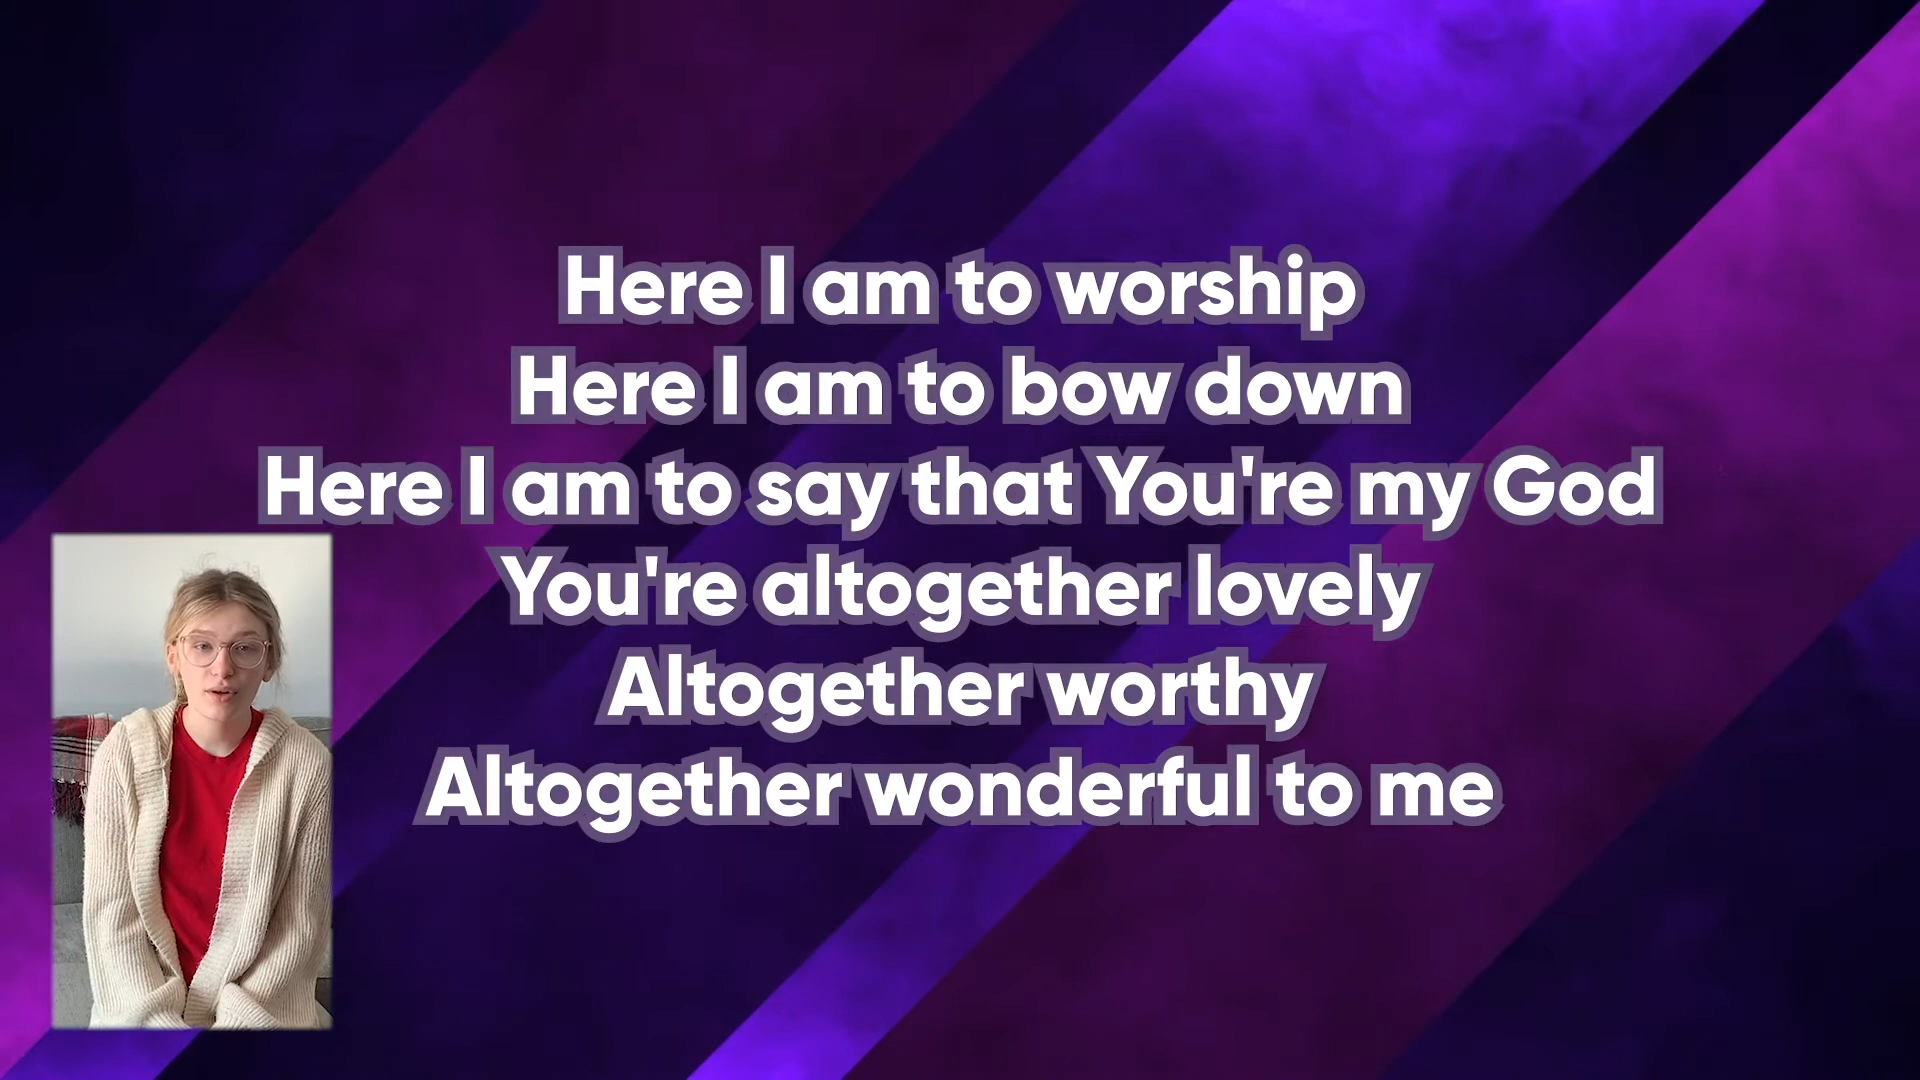 Here I am to worship
Here I am to bow down
Here I am to say that You're my God
You're altogether lovely
Altogether worthy
Altogether wonderful to me